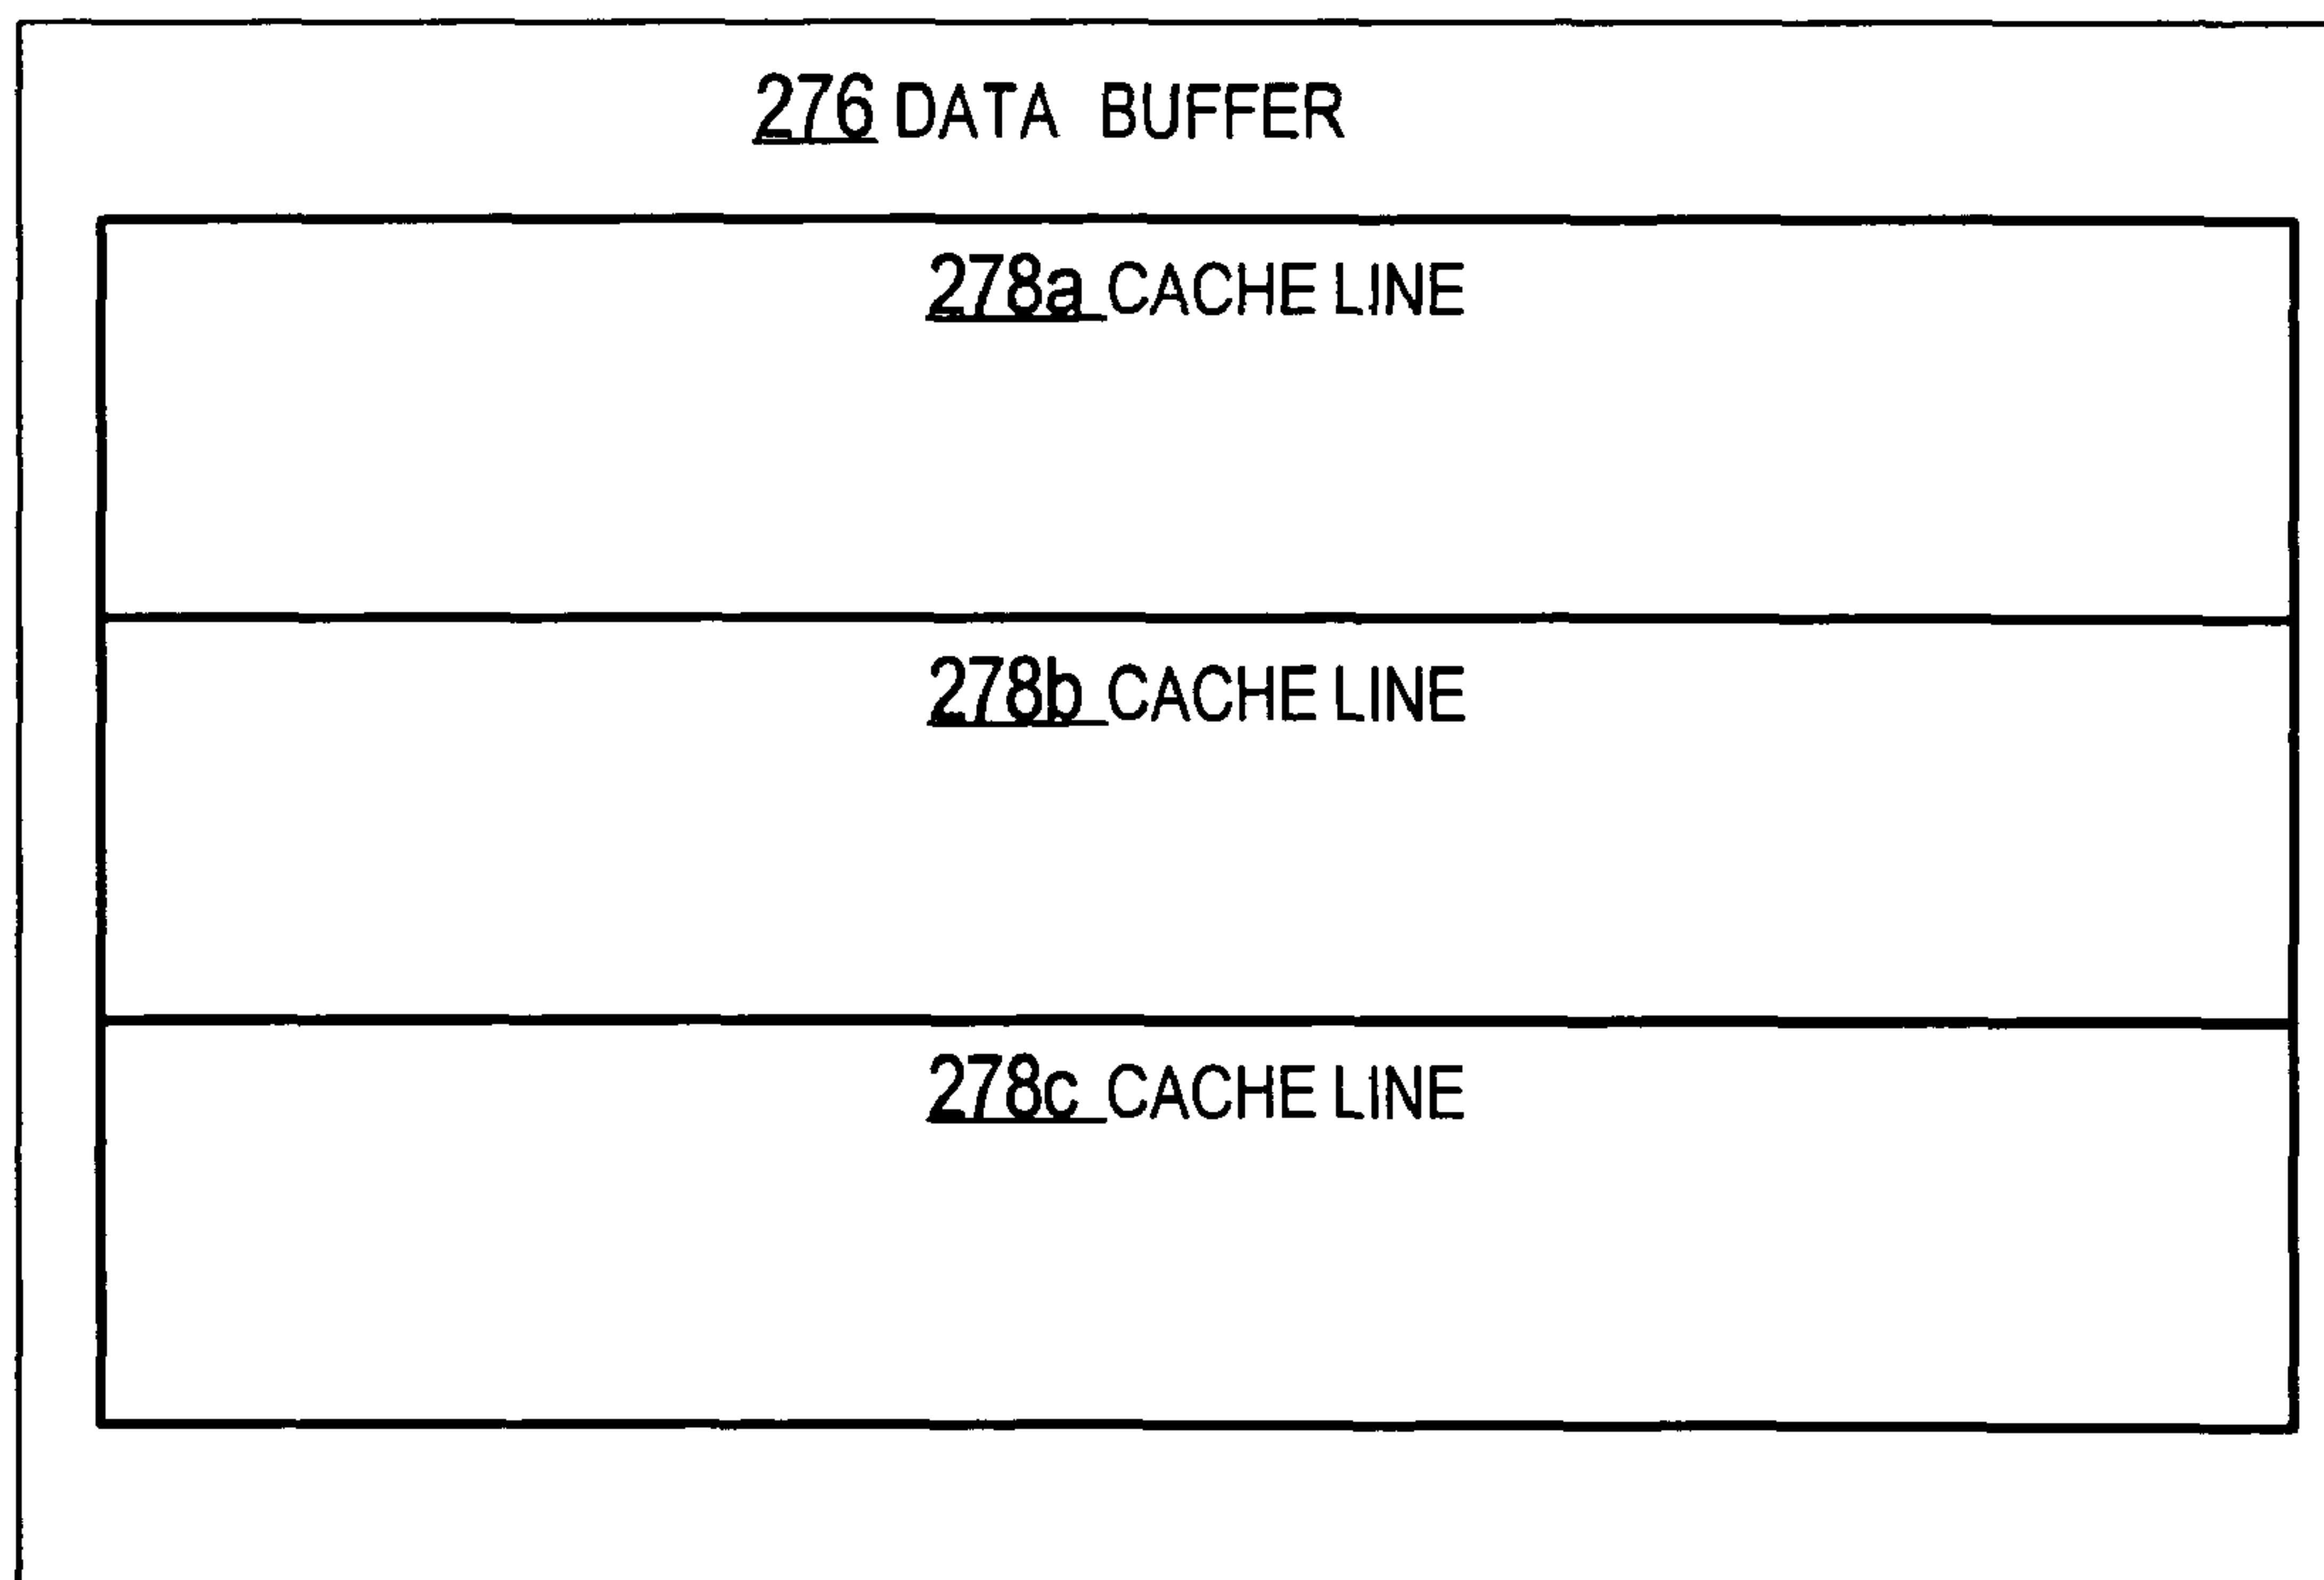 276 DATA BUFFER
278a CACHE LINE
278b CACHE LINE
278c CACHE LINE